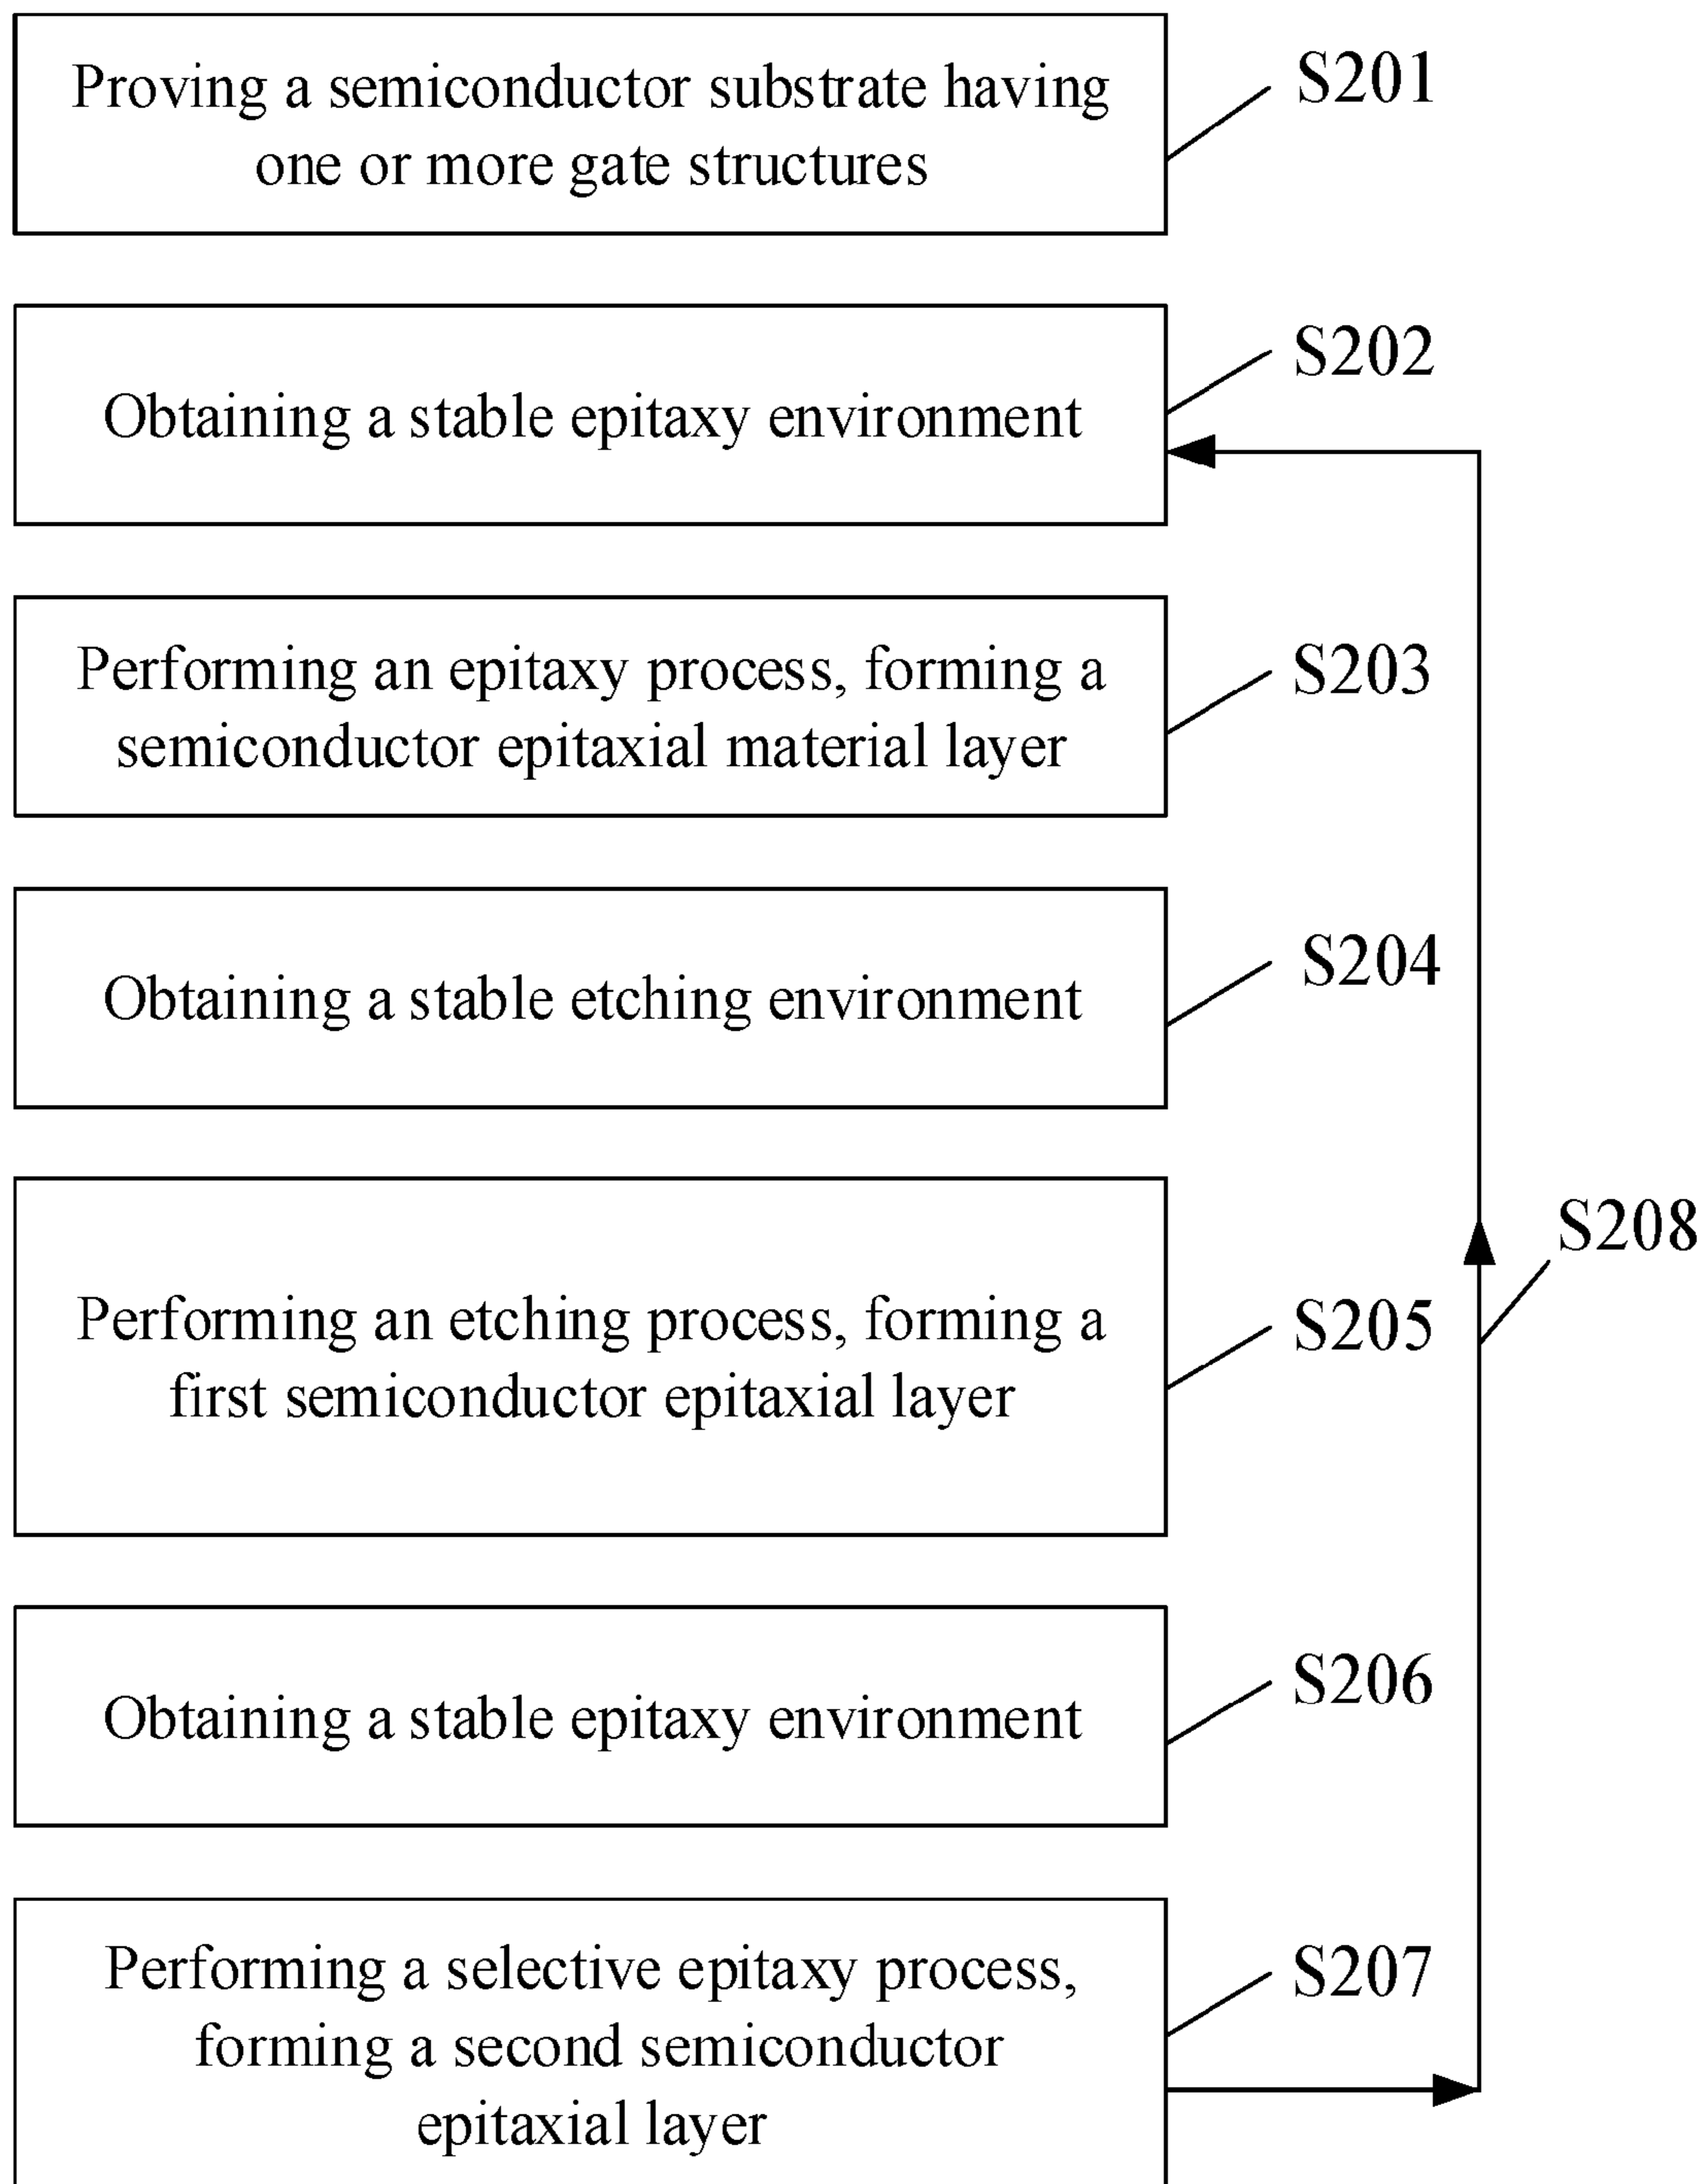 Proving a semiconductor substrate having
one or more gate structures
S201
Obtaining a stable epitaxy environment
S202
Performing an epitaxy process, forming a
semiconductor epitaxial material layer
S203
Obtaining a stable etching environment
S204
Performing an etching process, forming a
first semiconductor epitaxial layer
S205
S208
Obtaining a stable epitaxy environment
S206
Performing a selective epitaxy process,
forming a second semiconductor
epitaxial layer
S207